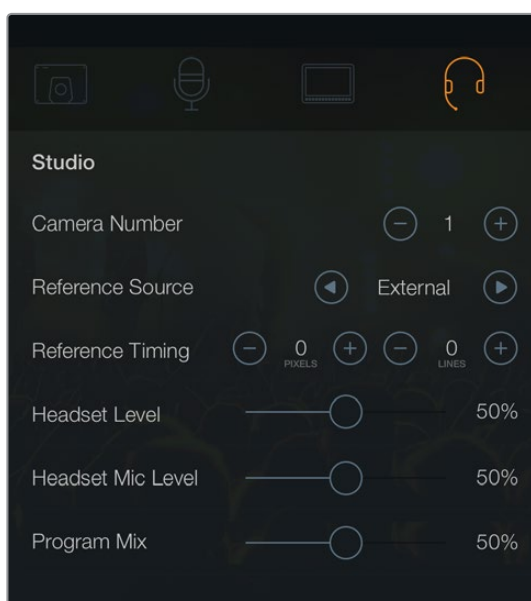 Studio
Camera Number 1
Reference Source External
Reference Timing 0 PIXELS 0 LINES
Headset Level 50%
Headset Mic Level 50%
Program Mix 50%